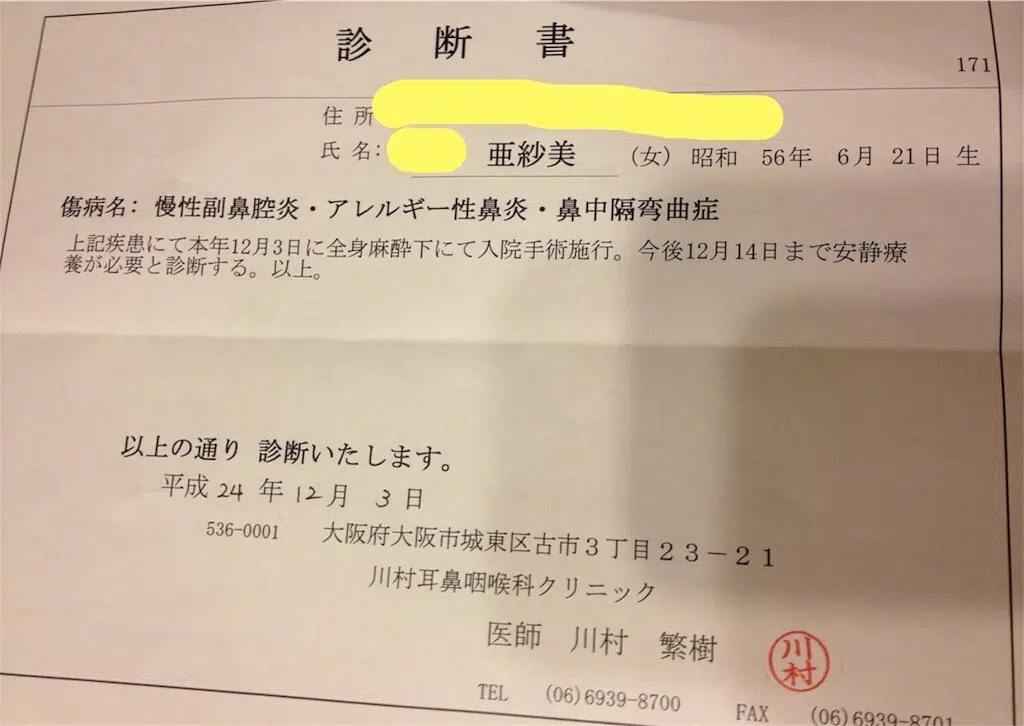 診断書
171
住所
氏名: 亜紗美 (女) 昭和 56年 6月 21日 生
傷病名: 慢性副鼻腔炎・アレルギー性鼻炎・鼻中隔弯曲症
上記疾患にて本年12月3日に全身麻酔下にて入院手術施行。今後12月14日まで安静療
養が必要と診断する。以上。
以上の通り 診断いたします。
平成 24 年 12 月 3 日
536-0001 大阪府大阪市城東区古市3丁目23-21
川村耳鼻咽喉科クリニック
医師 川村 繁樹
川村
TEL (06)6939-8700 FAX (06)6939-8701